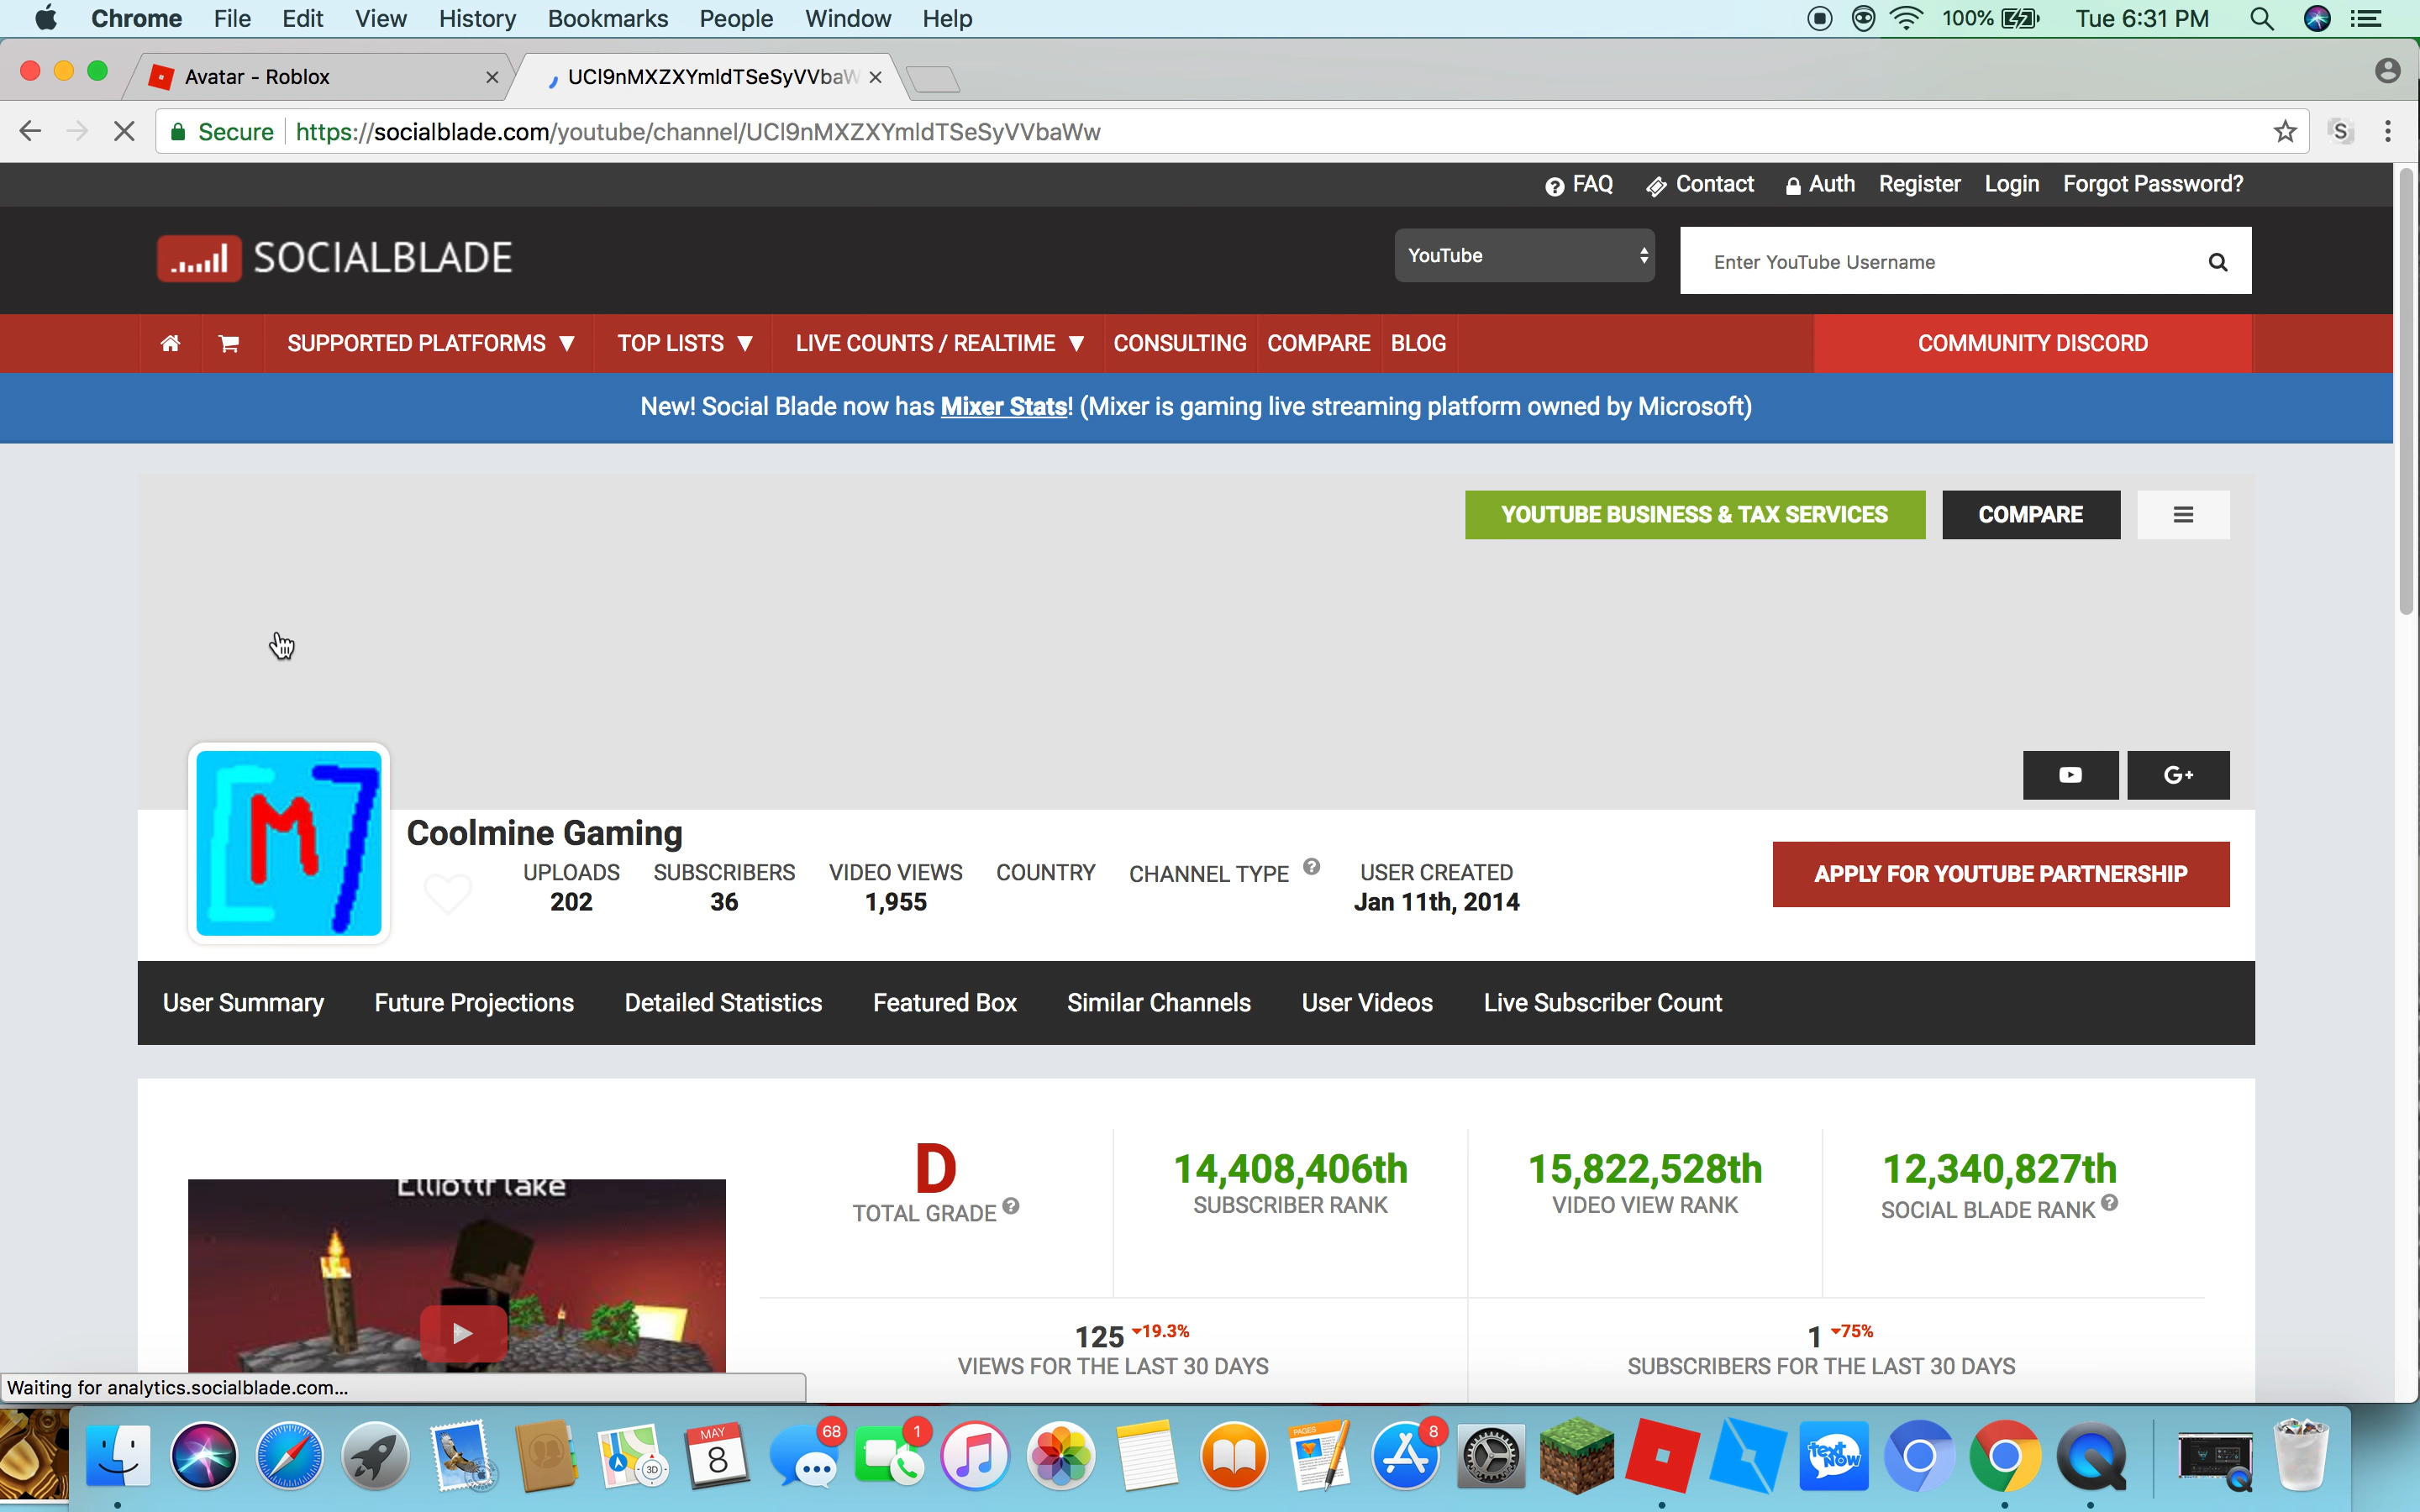 Chrome File Edit View History Bookmarks People Window Help 100% Tue 6:31 PM
Avatar - Roblox UCl9nMXZXYmldTSeSyVVbaW
Secure https://socialblade.com/youtube/channel/UCl9nMXZXYmldTSeSyVVbaWw S
FAQ Contact Auth Register Login Forgot Password?
SOCIALBLADE YouTube Enter YouTube Username
SUPPORTED PLATFORMS ▼ TOP LISTS ▼ LIVE COUNTS / REALTIME ▼ CONSULTING COMPARE BLOG COMMUNITY DISCORD
New! Social Blade now has Mixer Stats! (Mixer is gaming live streaming platform owned by Microsoft)
YOUTUBE BUSINESS & TAX SERVICES COMPARE
G+
M
Coolmine Gaming
UPLOADS SUBSCRIBERS VIDEO VIEWS COUNTRY CHANNEL TYPE USER CREATED
202 36 1,955 Jan 11th, 2014
APPLY FOR YOUTUBE PARTNERSHIP
User Summary Future Projections Detailed Statistics Featured Box Similar Channels User Videos Live Subscriber Count
D 14,408,406th 15,822,528th 12,340,827th
TOTAL GRADE SUBSCRIBER RANK VIDEO VIEW RANK SOCIAL BLADE RANK
125 19.3% 1 75%
VIEWS FOR THE LAST 30 DAYS SUBSCRIBERS FOR THE LAST 30 DAYS
Waiting for analytics.socialblade.com...
3D MAY 8 68 1 PAGES 8 text now